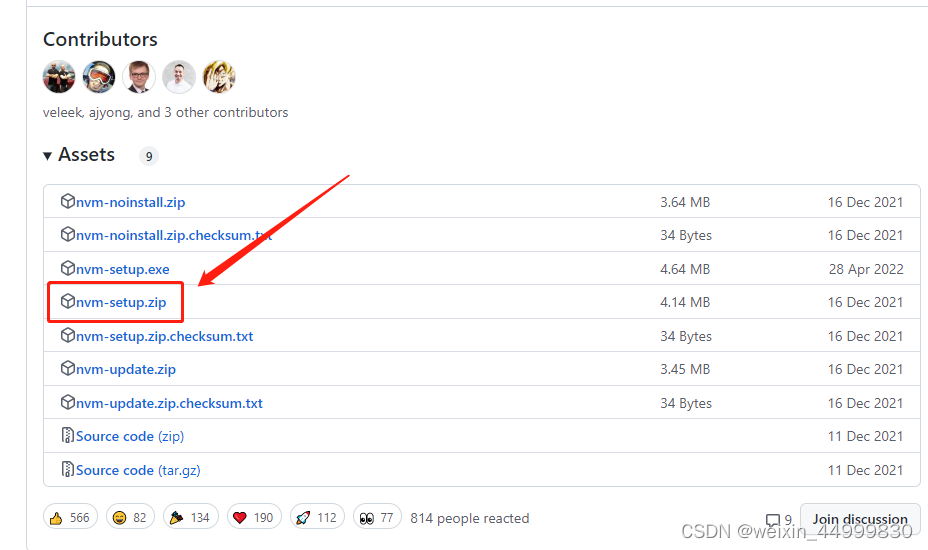 Contributors
veleek, ajyong, and 3 other contributors
▾ Assets 9
nvm-noinstall.zip 3.64 MB 16 Dec 2021
nvm-noinstall.zip.checksum.txt 34 Bytes 16 Dec 2021
nvm-setup.exe 4.64 MB 28 Apr 2022
nvm-setup.zip 4.14 MB 16 Dec 2021
nvm-setup.zip.checksum.txt 34 Bytes 16 Dec 2021
nvm-update.zip 3.45 MB 16 Dec 2021
nvm-update.zip.checksum.txt 34 Bytes 16 Dec 2021
Source code (zip) 11 Dec 2021
Source code (tar.gz) 11 Dec 2021
👍 566 😄 82 🎉 134 ❤️ 190 🚀 112 👀 77 814 people reacted 9 Join discussion
CSDN @weixin_44999830